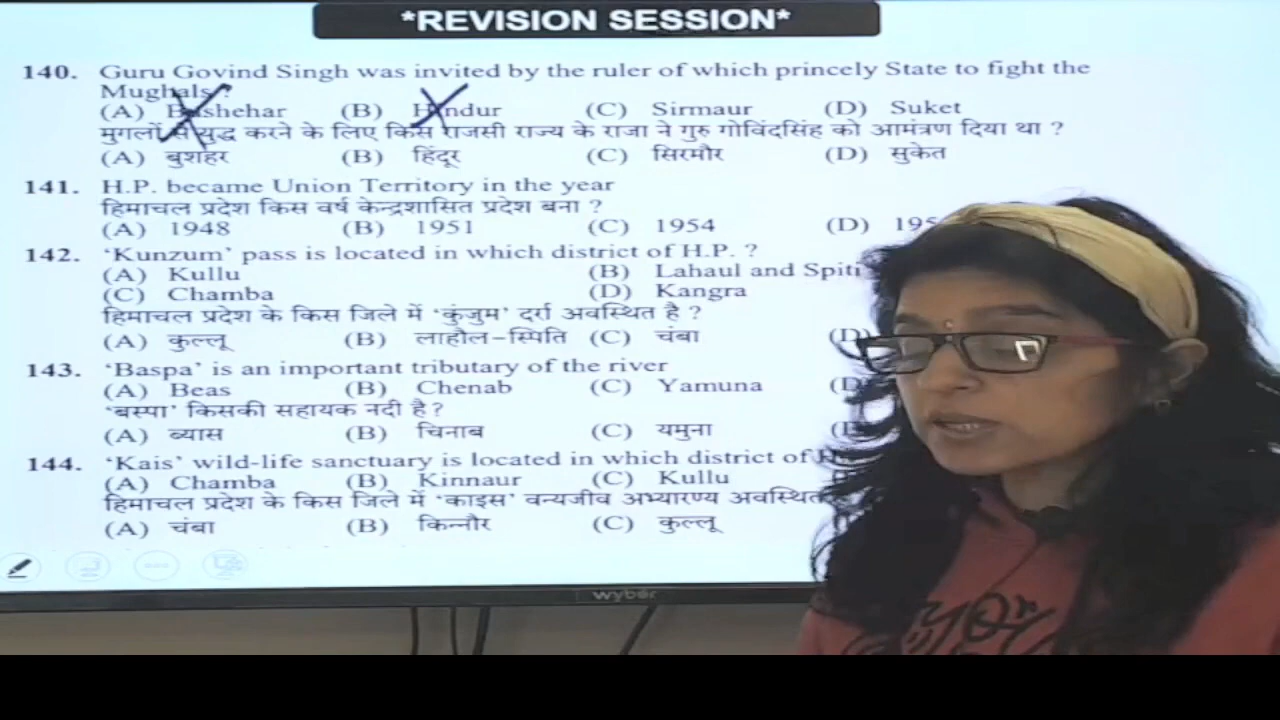 *REVISION SESSION*
140. Guru Govind Singh was invited by the ruler of which princely State to fight the
Mughals ?
(A) Bushehar (B) Hindur (C) Sirmaur (D) Suket
मुगलों से युद्ध करने के लिए किस राजसी राज्य के राजा ने गुरु गोविंदसिंह को आमंत्रण दिया था ?
(A) बुशहर (B) हिंदूर (C) सिरमौर (D) सुकेत
141. H.P. became Union Territory in the year
हिमाचल प्रदेश किस वर्ष केन्द्रशासित प्रदेश बना ?
(A) 1948 (B) 1951 (C) 1954 (D)
142. ‘Kunzum’ pass is located in which district of H.P. ?
(A) Kullu (B) Lahaul and Spiti
(C) Chamba (D) Kangra
हिमाचल प्रदेश के किस जिले में ‘कुंजुम’ दर्रा अवस्थित है ?
(A) कुल्लू (B) लाहौल-स्पिति (C) चंबा (D)
143. ‘Baspa’ is an important tributary of the river
(A) Beas (B) Chenab (C) Yamuna
‘बस्पा’ किसकी सहायक नदी है ?
(A) ब्यास (B) चिनाब (C) यमुना
144. ‘Kais’ wild-life sanctuary is located in which district of
(A) Chamba (B) Kinnaur (C) Kullu
हिमाचल प्रदेश के किस जिले में ‘काइस’ वन्यजीव अभ्यारण्य अवस्थित
(A) चंबा (B) किन्नौर (C) कुल्लू
wybor